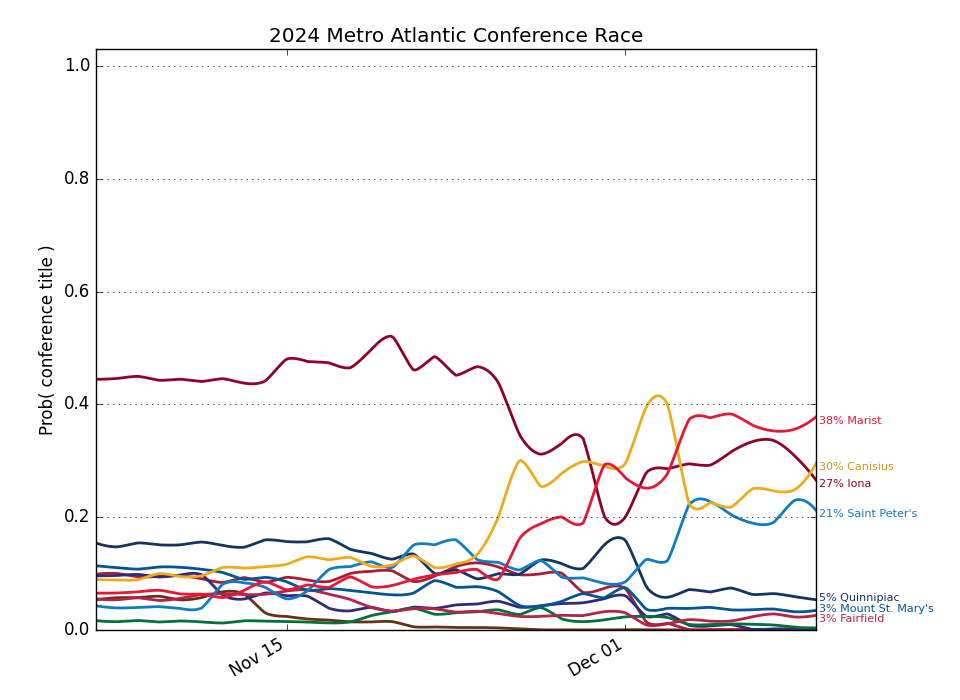 2024 Metro Atlantic Conference Race
Prob( conference title )
1.0
0.8
0.6
0.4
0.2
0.0
Nov 15
Dec 01
38% Marist
30% Canisius
27% Iona
21% Saint Peter's
5% Quinnipiac
3% Mount St. Mary's
3% Fairfield